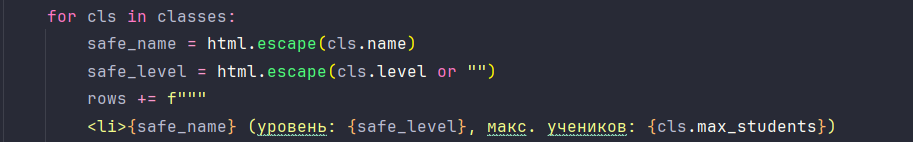 for cls in classes:
safe_name = html.escape(cls.name)
safe_level = html.escape(cls.level or "")
rows += f"""
<li>{safe_name} (уровень: {safe_level}, макс. учеников: {cls.max_students})